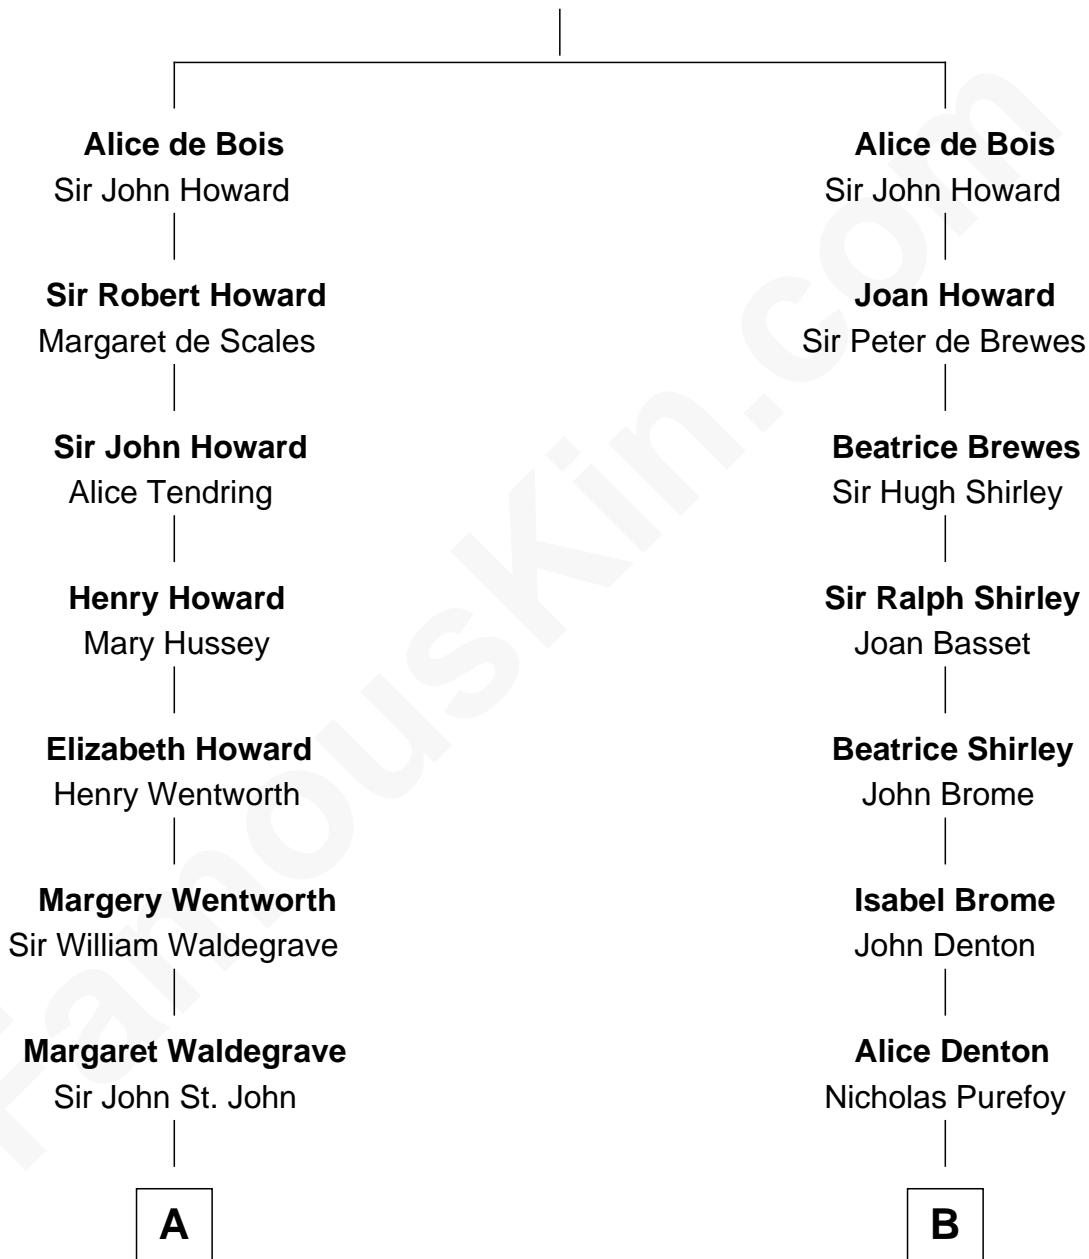 Alice de Bois
Sir John Howard
Sir Robert Howard
Margaret de Scales
Sir John Howard
Alice Tendring
Henry Howard
Mary Hussey
Elizabeth Howard
Henry Wentworth
Margery Wentworth
Sir William Waldegrave
Margaret Waldegrave
Sir John St. John
A
Alice de Bois
Sir John Howard
Joan Howard
Sir Peter de Brewes
Beatrice Brewes
Sir Hugh Shirley
Sir Ralph Shirley
Joan Basset
Beatrice Shirley
John Brome
Isabel Brome
John Denton
Alice Denton
Nicholas Purefoy
B
FamousKin.com